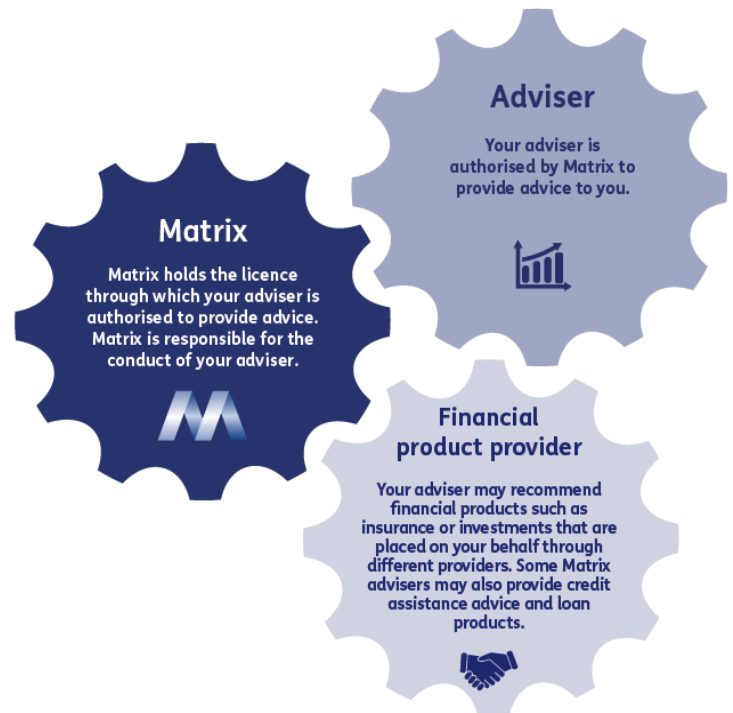 Adviser
Your adviser is
authorised by Matrix to
provide advice to you.
Matrix
Matrix holds the licence
through which your adviser is
authorised to provide advice.
Matrix is responsible for the
conduct of your adviser.
Financial
product provider
Your adviser may recommend
financial products such as
insurance or investments that are
placed on your behalf through
different providers. Some Matrix
advisers may also provide credit
assistance advice and loan
products.